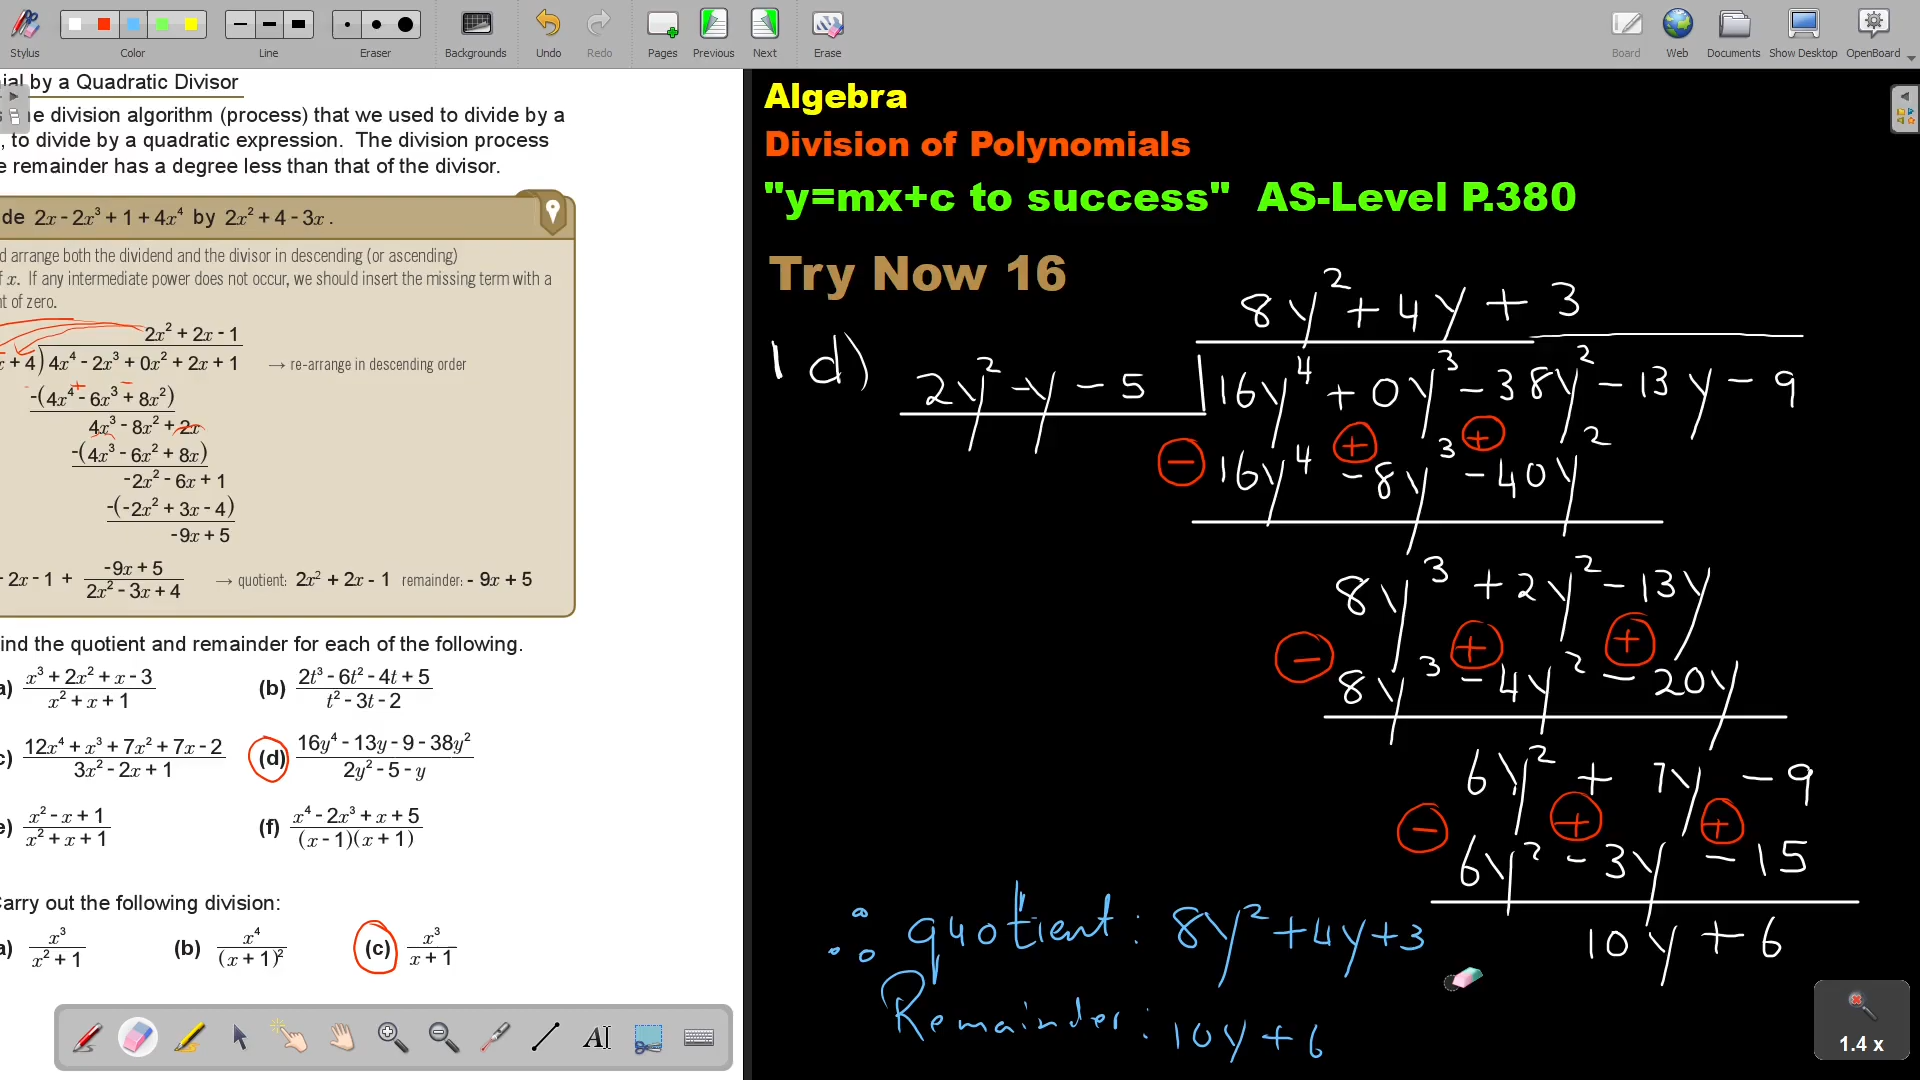 Stylus Color Line Eraser Backgrounds Undo Redo Pages Previous Next Erase Board Web Documents Show Desktop OpenBoard
ial by a Quadratic Divisor
e division algorithm (process) that we used to divide by a
, to divide by a quadratic expression. The division process
e remainder has a degree less than that of the divisor.
de 2x - 2x³ + 1 + 4x⁴ by 2x² + 4 - 3x.
d arrange both the dividend and the divisor in descending (or ascending)
f x. If any intermediate power does not occur, we should insert the missing term with a
t of zero.
2x² + 2x - 1
x + 4) 4x⁴ - 2x³ + 0x² + 2x + 1 → re-arrange in descending order
-(4x⁴ - 6x³ + 8x²)
4x³ - 8x² + 2x
-(4x³ - 6x² + 8x)
-2x² - 6x + 1
-(-2x² + 3x - 4)
-9x + 5
- 2x - 1 + (-9x + 5)/(2x² - 3x + 4) → quotient: 2x² + 2x - 1 remainder: - 9x + 5
ind the quotient and remainder for each of the following.
a) (x³ + 2x² + x - 3)/(x² + x + 1) (b) (2t³ - 6t² - 4t + 5)/(t² - 3t - 2)
c) (12x⁴ + x³ + 7x² + 7x - 2)/(3x² - 2x + 1) (d) (16y⁴ - 13y - 9 - 38y²)/(2y² - 5 - y)
e) (x² - x + 1)/(x² + x + 1) (f) (x⁴ - 2x³ + x + 5)/((x - 1)(x + 1))
Carry out the following division:
a) x³/(x² + 1) (b) x⁴/(x + 1)² (c) x³/(x + 1)
Algebra
Division of Polynomials
"y=mx+c to success" AS-Level P.380
Try Now 16
8y² + 4y + 3
1 d) 2y² - y - 5 16y⁴ + 0y³ - 38y² - 13y - 9
- + +
16y⁴ - 8y³ - 40y²
8y³ + 2y² - 13y
- + +
8y³ - 4y² - 20y
6y² + 7y - 9
- + +
6y² - 3y - 15
10y + 6
∴ quotient: 8y² + 4y + 3
Remainder: 10y + 6
1.4 x